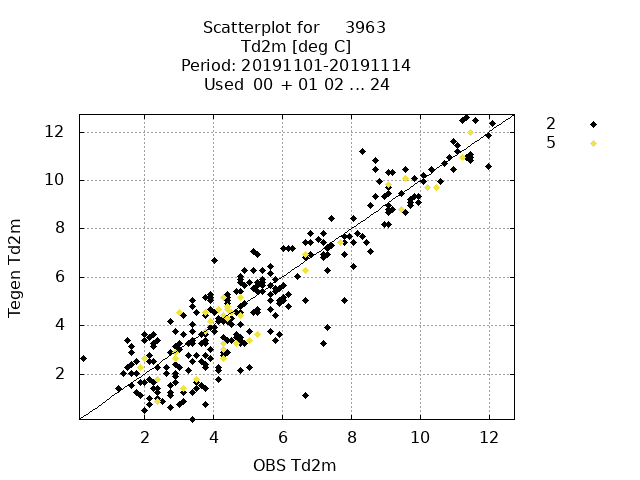 Scatterplot for 3963
Td2m [deg C]
Period: 20191101-20191114
Used 00 + 01 02 ... 24
2
5
12
10
8
6
4
2
Tegen Td2m
2 4 6 8 10 12
OBS Td2m